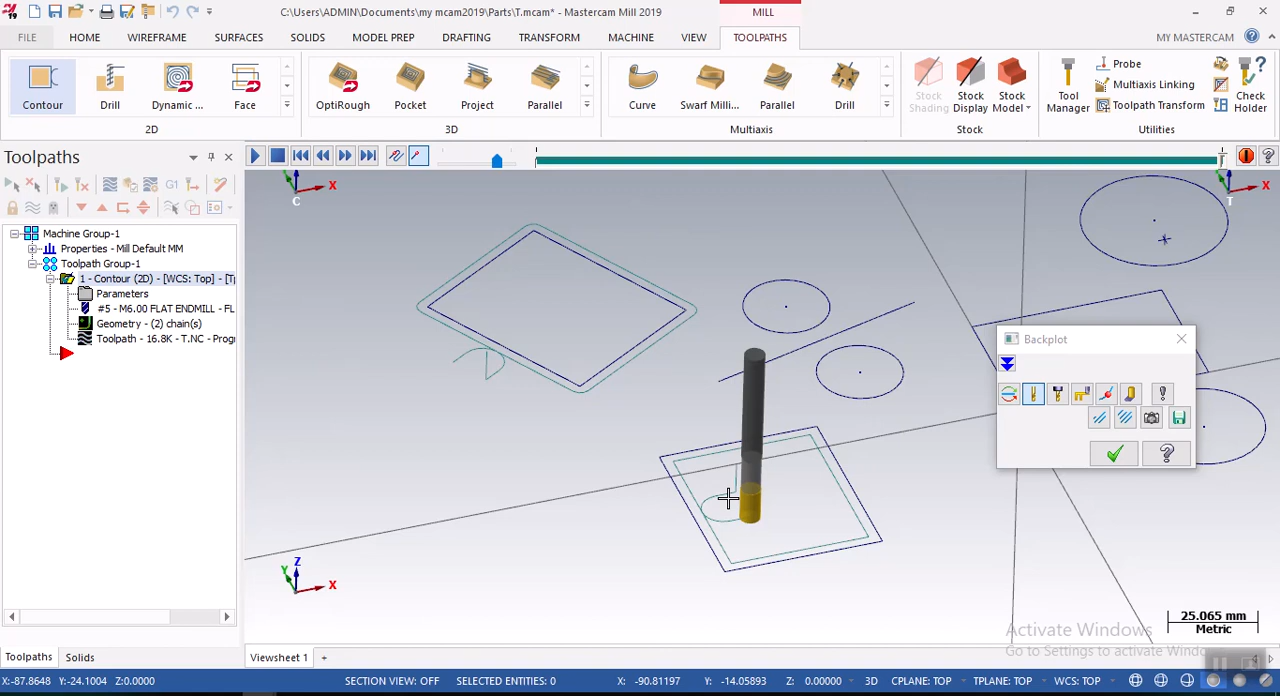 C:\Users\ADMIN\Documents\my mcam2019\Parts\T.mcam* - Mastercam Mill 2019
MILL
FILE HOME WIREFRAME SURFACES SOLIDS MODEL PREP DRAFTING TRANSFORM MACHINE VIEW TOOLPATHS MY MASTERCAM
Contour Drill Dynamic ... Face OptiRough Pocket Project Parallel Curve Swarf Milli... Parallel Drill Stock Shading Stock Display Stock Model Tool Manager Probe Multiaxis Linking Toolpath Transform Check Holder
2D 3D Multiaxis Stock Utilities
Toolpaths
G1
Machine Group-1
Properties - Mill Default MM
Toolpath Group-1
1 - Contour (2D) - [WCS: Top] - [T
Parameters
#5 - M6.00 FLAT ENDMILL - FL
Geometry - (2) chain(s)
Toolpath - 16.8K - T.NC - Progr
X
C
X
T
Backplot
Z
Y
X
25.065 mm
Metric
Activate Windows
Go to Settings to activate Windo
Toolpaths Solids Viewsheet 1 +
X:-87.8648 Y:-24.1004 Z:0.0000 SECTION VIEW: OFF SELECTED ENTITIES: 0 X: -90.81197 Y: -14.05893 Z: 0.00000 3D CPLANE: TOP TPLANE: TOP WCS: TOP